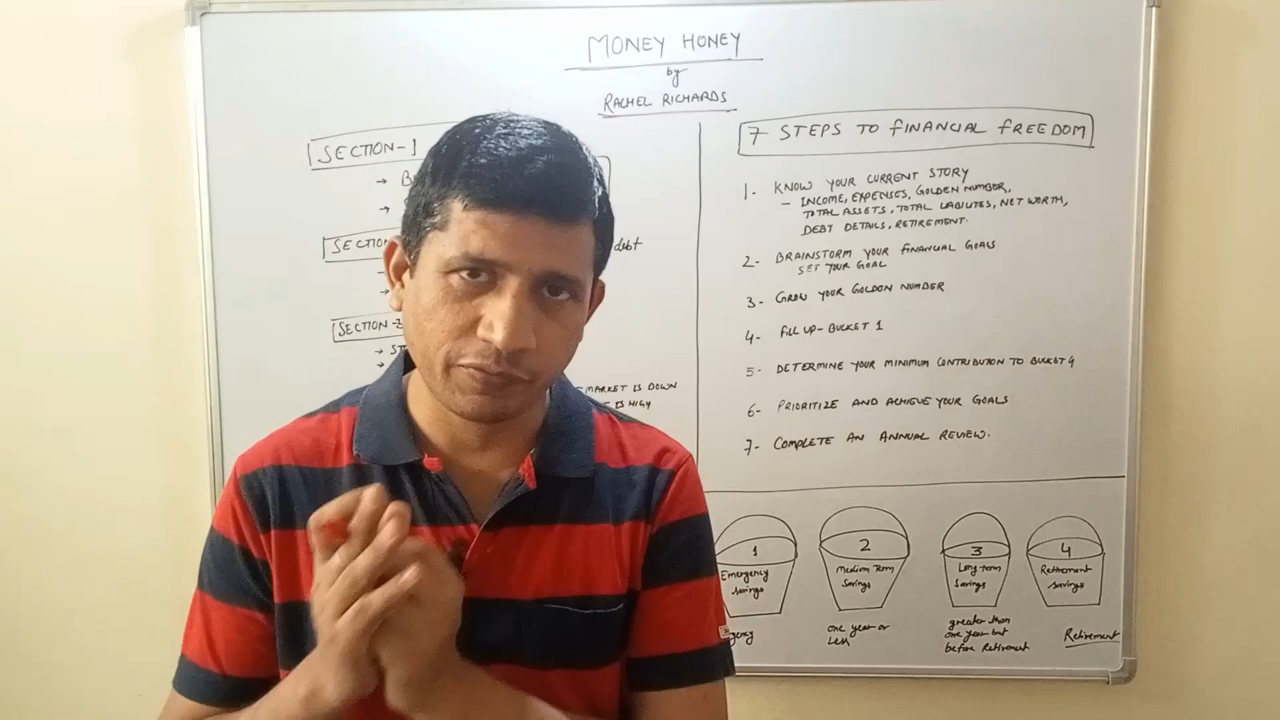 MONEY HONEY
by
RACHEL RICHARDS
SECTION-1
→
→
SECTION
debt
→
→
SECTION-3
→ ST
→
MARKET IS DOWN
IS HIGY
7 STEPS TO FINANCIAL FREEDOM
1- KNOW YOUR CURRENT STORY
- INCOME, EXPENSES, GOLDEN NUMBER,
TOTAL ASSETS, TOTAL LABILITES, NET WORTH,
DEBT DETAILS, RETIREMENT.
2- BRAINSTORM YOUR FINANCIAL GOALS
SET YOUR GOAL
3- GROW YOUR GOLDEN NUMBER
4- FILL UP- BUCKET 1
5- DETERMINE YOUR MINIMUM CONTRIBUTION TO BUCKET 4
6- PRIORITIZE AND ACHIEVE YOUR GOALS
7- COMPLETE AN ANNUAL REVIEW.
1
Emergency
Savings
gency
2
Medium Term
Savings
one year or
Less
3
Long term
Savings
greater than
one year but
before Retirement
4
Retirement
Savings
Retirement